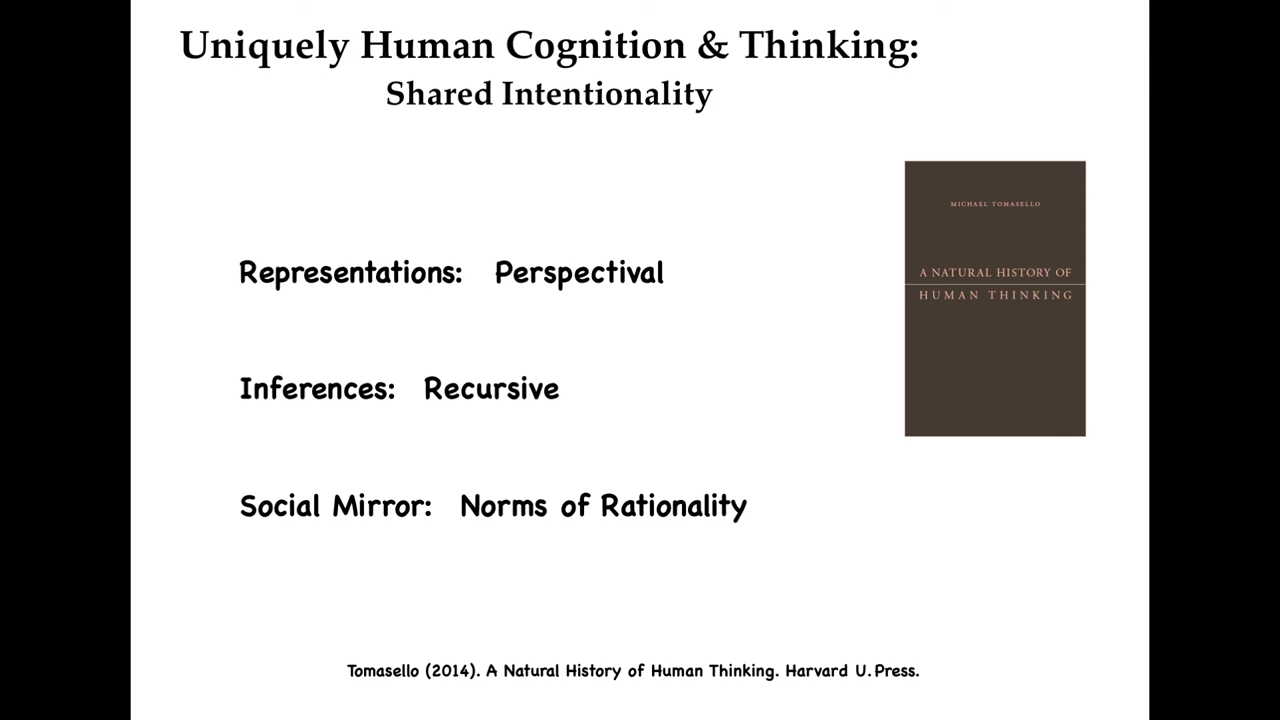 Uniquely Human Cognition & Thinking:
Shared Intentionality
MICHAEL TOMASELLO
A NATURAL HISTORY OF
HUMAN THINKING
Representations: Perspectival
Inferences: Recursive
Social Mirror: Norms of Rationality
Tomasello (2014). A Natural History of Human Thinking. Harvard U. Press.